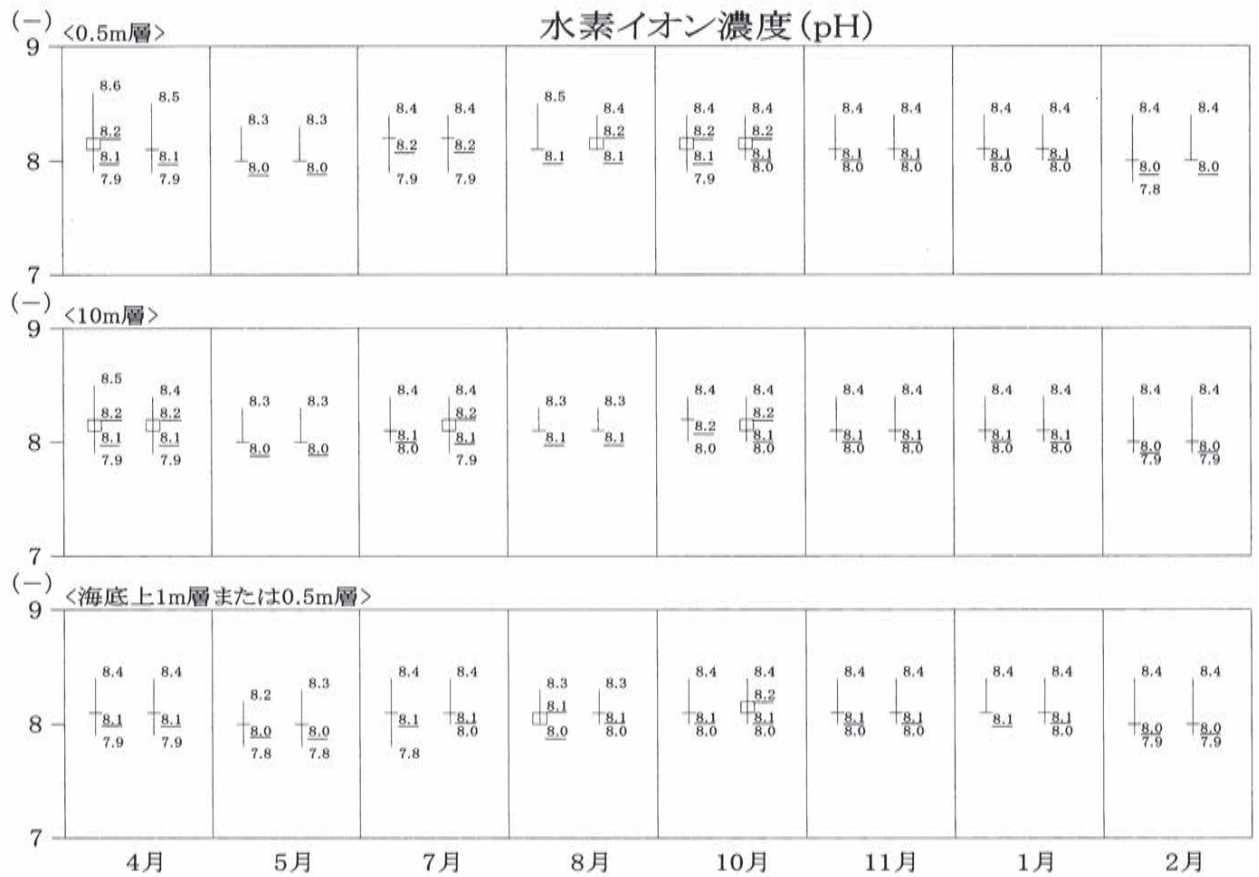 水素イオン濃度(pH)
(−) <0.5m層>
9
8.6 8.5 8.3 8.3 8.4 8.4 8.5 8.4 8.4 8.4 8.4 8.4 8.4 8.4 8.4 8.4
8.2 8.2 8.2 8.2 8.2 8.2
8
8.1 8.1 8.0 8.0 8.1 8.1 8.1 8.1 8.1 8.1 8.1 8.1 8.0 8.0
7.9 7.9 7.9 7.9 7.9 8.0 8.0 8.0 8.0 8.0 7.8
7
(−) <10m層>
9
8.5 8.4 8.3 8.3 8.4 8.4 8.3 8.3 8.4 8.4 8.4 8.4 8.4 8.4 8.4 8.4
8.2 8.2 8.2 8.2 8.2
8
8.1 8.1 8.0 8.0 8.1 8.1 8.1 8.1 8.1 8.1 8.1 8.1 8.1 8.0 8.0
7.9 7.9 8.0 7.9 8.0 8.0 8.0 8.0 8.0 8.0 7.9 7.9
7
(−) <海底上1m層または0.5m層>
9
8.4 8.4 8.2 8.3 8.4 8.4 8.3 8.3 8.4 8.4 8.4 8.4 8.4 8.4 8.4 8.4
8.1 8.2
8
8.1 8.1 8.0 8.0 8.1 8.1 8.0 8.1 8.1 8.1 8.1 8.1 8.1 8.1 8.0 8.0
7.9 7.9 7.8 7.8 7.8 8.0 8.0 8.0 8.0 8.0 8.0 8.0 7.9 7.9
7
4月 5月 7月 8月 10月 11月 1月 2月